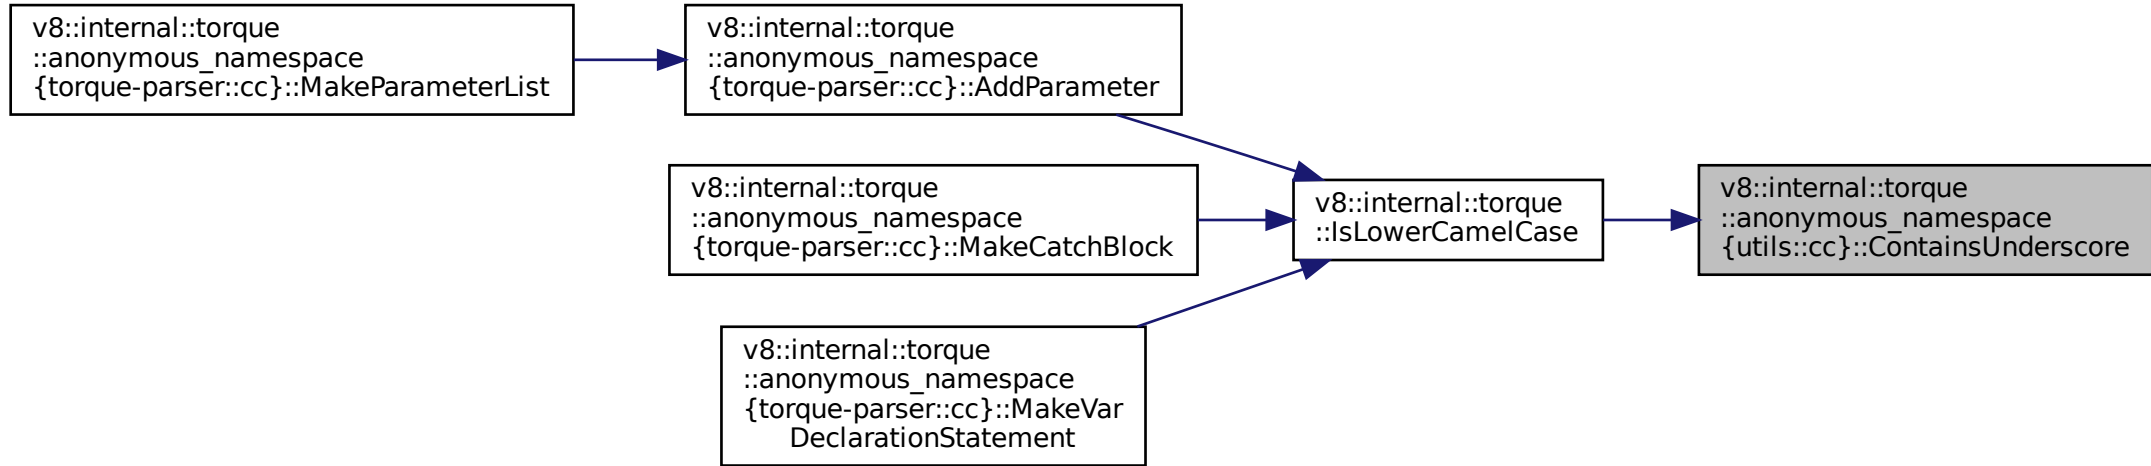 v8::internal::torque
::anonymous_namespace
{torque-parser::cc}::MakeParameterList
v8::internal::torque
::anonymous_namespace
{torque-parser::cc}::AddParameter
v8::internal::torque
::anonymous_namespace
{torque-parser::cc}::MakeCatchBlock
v8::internal::torque
::anonymous_namespace
{torque-parser::cc}::MakeVar
DeclarationStatement
v8::internal::torque
::IsLowerCamelCase
v8::internal::torque
::anonymous_namespace
{utils::cc}::ContainsUnderscore